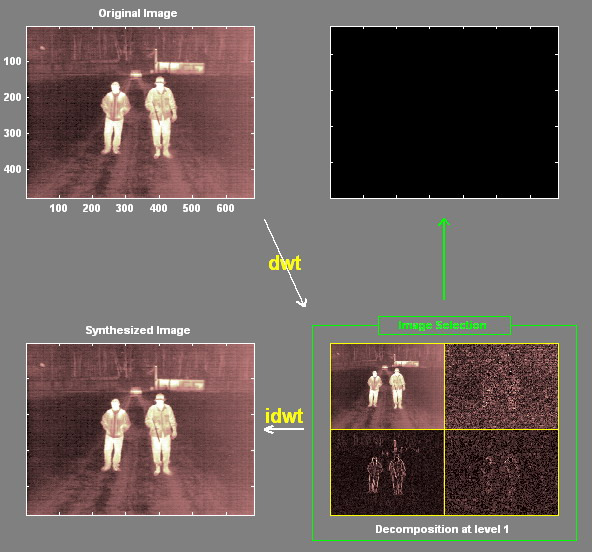 Original Image
100
200
300
400
100 200 300 400 500 600
dwt
Synthesized Image
Image Selection
idwt
Decomposition at level 1